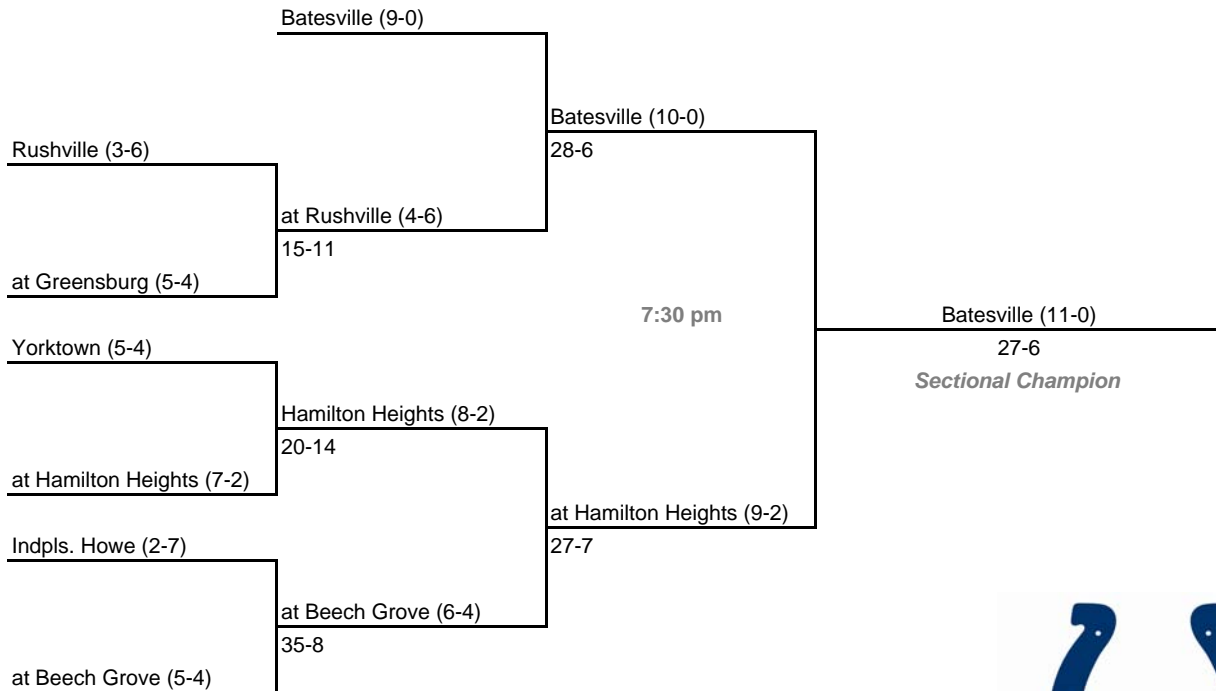 Batesville (9-0)
Batesville (10-0)
Rushville (3-6)
28-6
at Rushville (4-6)
15-11
at Greensburg (5-4)
7:30 pm
Batesville (11-0)
Yorktown (5-4)
27-6
Sectional Champion
Hamilton Heights (8-2)
20-14
at Hamilton Heights (7-2)
at Hamilton Heights (9-2)
Indpls. Howe (2-7)
27-7
at Beech Grove (6-4)
35-8
at Beech Grove (5-4)